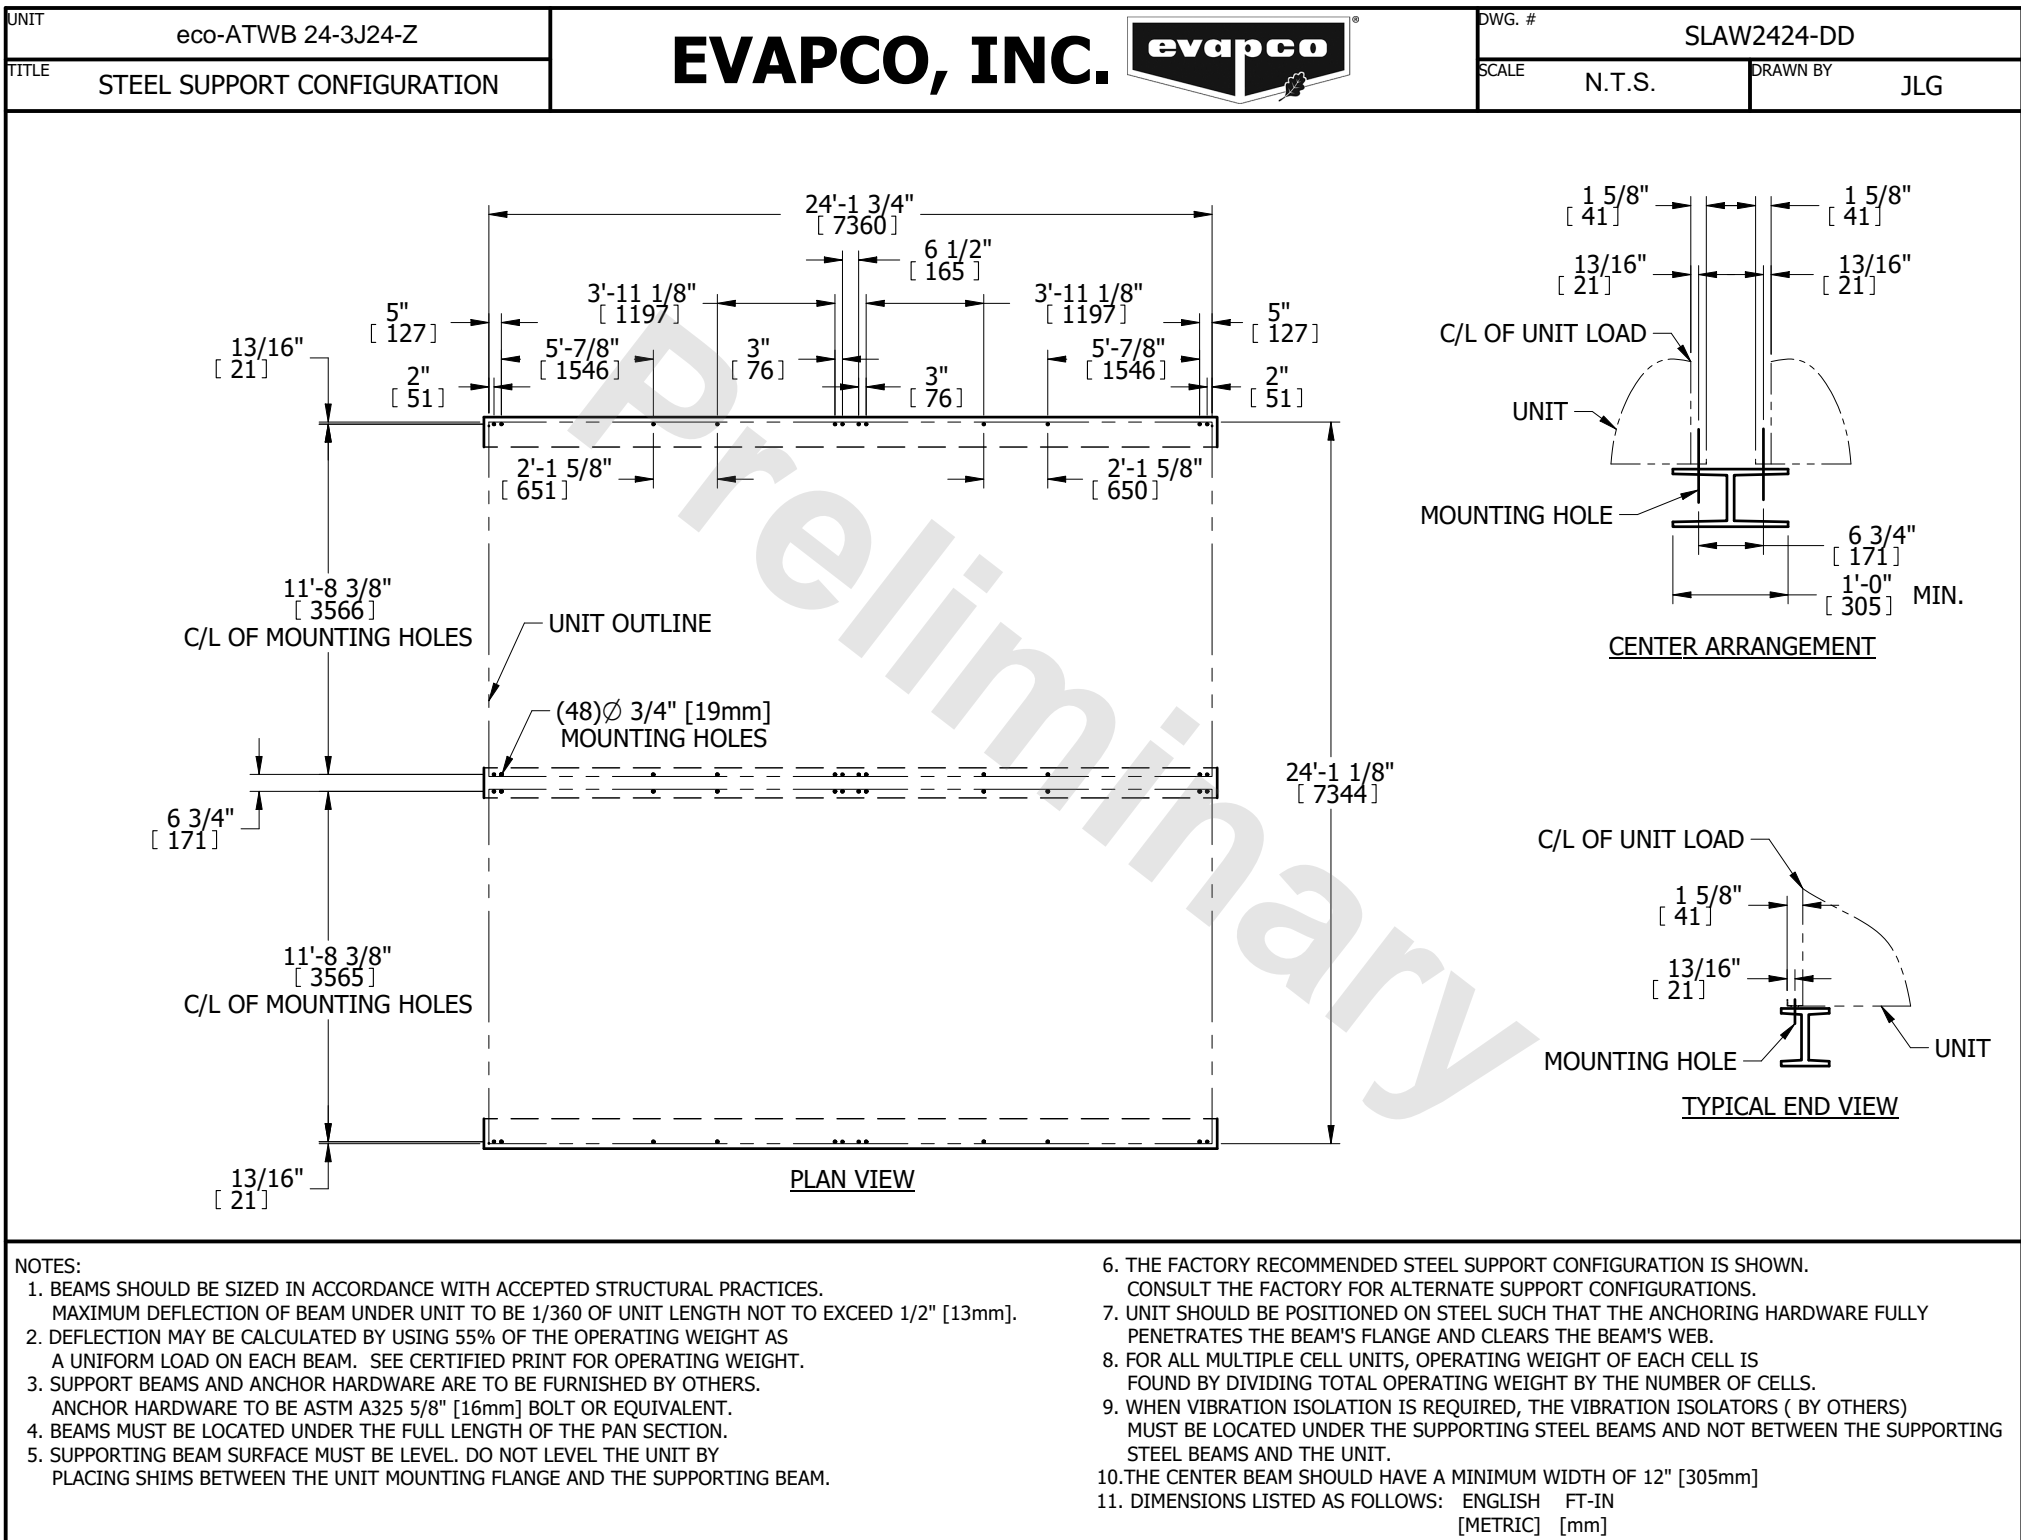 UNIT
eco-ATWB 24-3J24-Z
TITLE
STEEL SUPPORT CONFIGURATION
EVAPCO, INC.
evapco
®
DWG. #
SLAW2424-DD
SCALE
N.T.S.
DRAWN BY
JLG
24'-1 3/4"
[ 7360 ]
6 1/2"
[ 165 ]
3'-11 1/8"
[ 1197 ]
3'-11 1/8"
[ 1197 ]
5"
[ 127 ]
5"
[ 127 ]
13/16"
[ 21 ]
5'-7/8"
[ 1546 ]
3"
[ 76 ]
5'-7/8"
[ 1546 ]
2"
[ 51 ]
3"
[ 76 ]
2"
[ 51 ]
2'-1 5/8"
[ 651 ]
2'-1 5/8"
[ 650 ]
11'-8 3/8"
[ 3566 ]
C/L OF MOUNTING HOLES
UNIT OUTLINE
(48)∅ 3/4" [19mm]
MOUNTING HOLES
6 3/4"
[ 171 ]
24'-1 1/8"
[ 7344 ]
11'-8 3/8"
[ 3565 ]
C/L OF MOUNTING HOLES
13/16"
[ 21 ]
PLAN VIEW
Preliminary
1 5/8"
[ 41 ]
1 5/8"
[ 41 ]
13/16"
[ 21 ]
13/16"
[ 21 ]
C/L OF UNIT LOAD
UNIT
MOUNTING HOLE
6 3/4"
[ 171 ]
1'-0"
[ 305 ] MIN.
CENTER ARRANGEMENT
C/L OF UNIT LOAD
1 5/8"
[ 41 ]
13/16"
[ 21 ]
MOUNTING HOLE
UNIT
TYPICAL END VIEW
NOTES:
1. BEAMS SHOULD BE SIZED IN ACCORDANCE WITH ACCEPTED STRUCTURAL PRACTICES.
MAXIMUM DEFLECTION OF BEAM UNDER UNIT TO BE 1/360 OF UNIT LENGTH NOT TO EXCEED 1/2" [13mm].
2. DEFLECTION MAY BE CALCULATED BY USING 55% OF THE OPERATING WEIGHT AS
A UNIFORM LOAD ON EACH BEAM. SEE CERTIFIED PRINT FOR OPERATING WEIGHT.
3. SUPPORT BEAMS AND ANCHOR HARDWARE ARE TO BE FURNISHED BY OTHERS.
ANCHOR HARDWARE TO BE ASTM A325 5/8" [16mm] BOLT OR EQUIVALENT.
4. BEAMS MUST BE LOCATED UNDER THE FULL LENGTH OF THE PAN SECTION.
5. SUPPORTING BEAM SURFACE MUST BE LEVEL. DO NOT LEVEL THE UNIT BY
PLACING SHIMS BETWEEN THE UNIT MOUNTING FLANGE AND THE SUPPORTING BEAM.
6. THE FACTORY RECOMMENDED STEEL SUPPORT CONFIGURATION IS SHOWN.
CONSULT THE FACTORY FOR ALTERNATE SUPPORT CONFIGURATIONS.
7. UNIT SHOULD BE POSITIONED ON STEEL SUCH THAT THE ANCHORING HARDWARE FULLY
PENETRATES THE BEAM'S FLANGE AND CLEARS THE BEAM'S WEB.
8. FOR ALL MULTIPLE CELL UNITS, OPERATING WEIGHT OF EACH CELL IS
FOUND BY DIVIDING TOTAL OPERATING WEIGHT BY THE NUMBER OF CELLS.
9. WHEN VIBRATION ISOLATION IS REQUIRED, THE VIBRATION ISOLATORS ( BY OTHERS)
MUST BE LOCATED UNDER THE SUPPORTING STEEL BEAMS AND NOT BETWEEN THE SUPPORTING
STEEL BEAMS AND THE UNIT.
10.THE CENTER BEAM SHOULD HAVE A MINIMUM WIDTH OF 12" [305mm]
11. DIMENSIONS LISTED AS FOLLOWS: ENGLISH FT-IN
[METRIC] [mm]